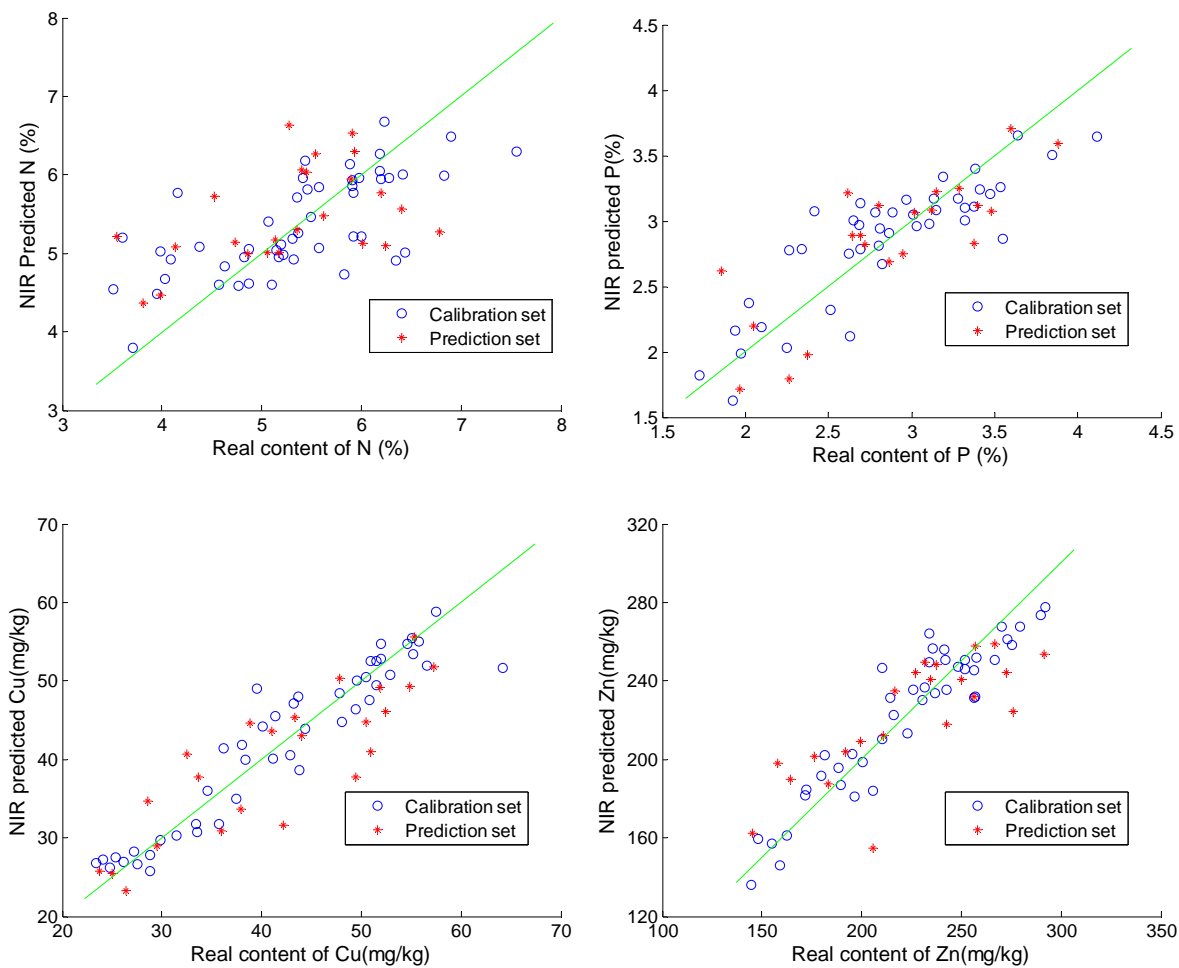 8
7
6
5
4
3
NIR Predicted N (%)
Calibration set
Prediction set
3 4 5 6 7 8
Real content of N (%)
4.5
4
3.5
3
2.5
2
1.5
NIR predicted P(%)
Calibration set
Prediction set
1.5 2 2.5 3 3.5 4 4.5
Real content of P (%)
70
60
50
40
30
20
NIR predicted Cu(mg/kg)
Calibration set
Prediction set
20 30 40 50 60 70
Real content of Cu(mg/kg)
320
280
240
200
160
120
NIR predicted Zn(mg/kg)
Calibration set
Prediction set
100 150 200 250 300 350
Real content of Zn(mg/kg)